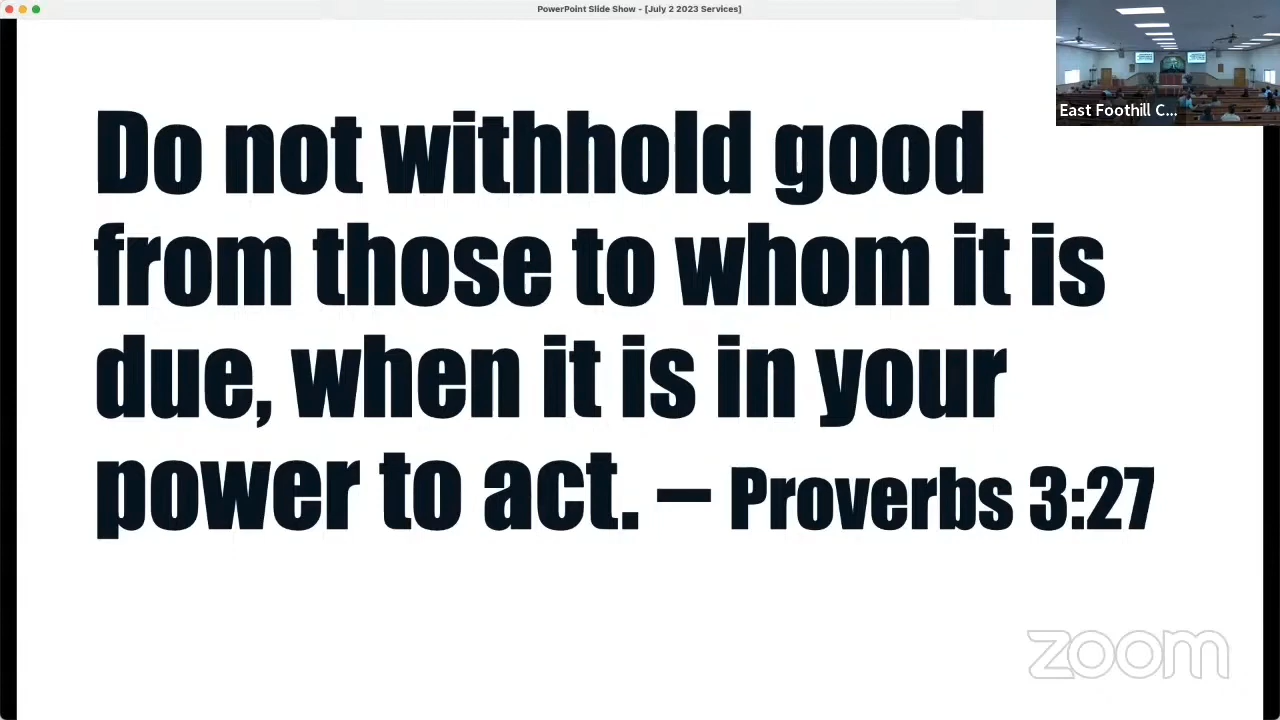 PowerPoint Slide Show - [July 2 2023 Services]
East Foothill C...
Do not withhold good
from those to whom it is
due, when it is in your
power to act. – Proverbs 3:27
zoom